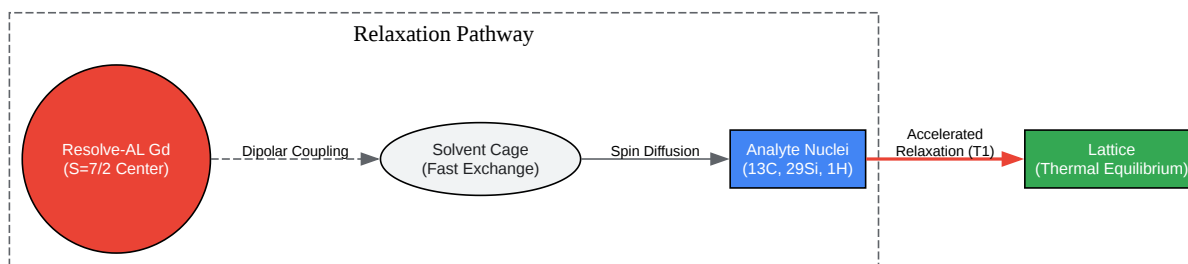 Relaxation Pathway
Resolve-AL Gd
(S=7/2 Center)
Dipolar Coupling
Solvent Cage
(Fast Exchange)
Spin Diffusion
Analyte Nuclei
(13C, 29Si, 1H)
Accelerated
Relaxation (T1)
Lattice
(Thermal Equilibrium)